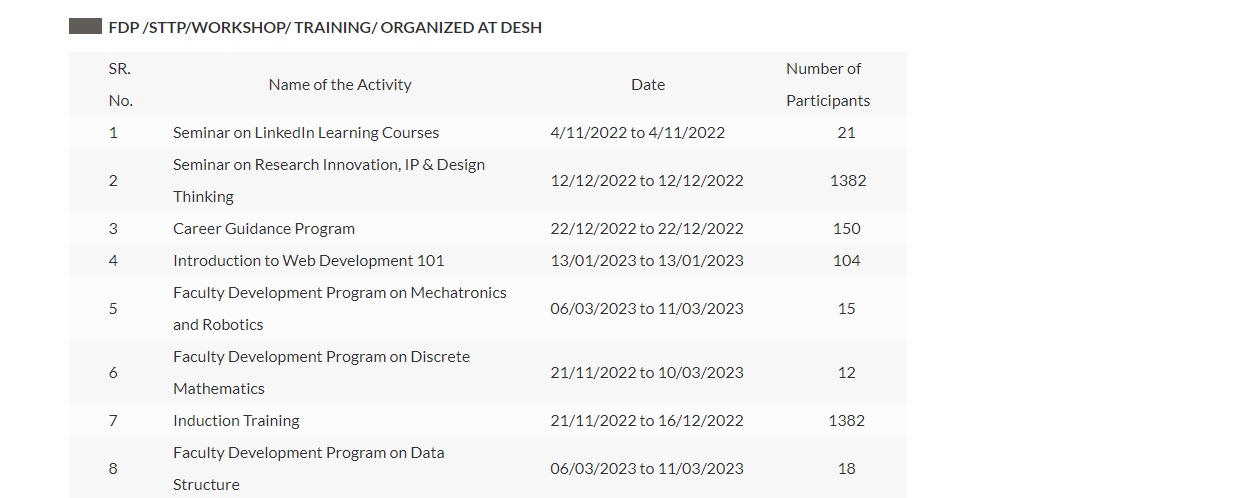 FDP /STTP/WORKSHOP/ TRAINING/ ORGANIZED AT DESH
SR. No. Name of the Activity Date Number of Participants
1 Seminar on LinkedIn Learning Courses 4/11/2022 to 4/11/2022 21
2 Seminar on Research Innovation, IP & Design Thinking 12/12/2022 to 12/12/2022 1382
3 Career Guidance Program 22/12/2022 to 22/12/2022 150
4 Introduction to Web Development 101 13/01/2023 to 13/01/2023 104
5 Faculty Development Program on Mechatronics and Robotics 06/03/2023 to 11/03/2023 15
6 Faculty Development Program on Discrete Mathematics 21/11/2022 to 10/03/2023 12
7 Induction Training 21/11/2022 to 16/12/2022 1382
8 Faculty Development Program on Data Structure 06/03/2023 to 11/03/2023 18